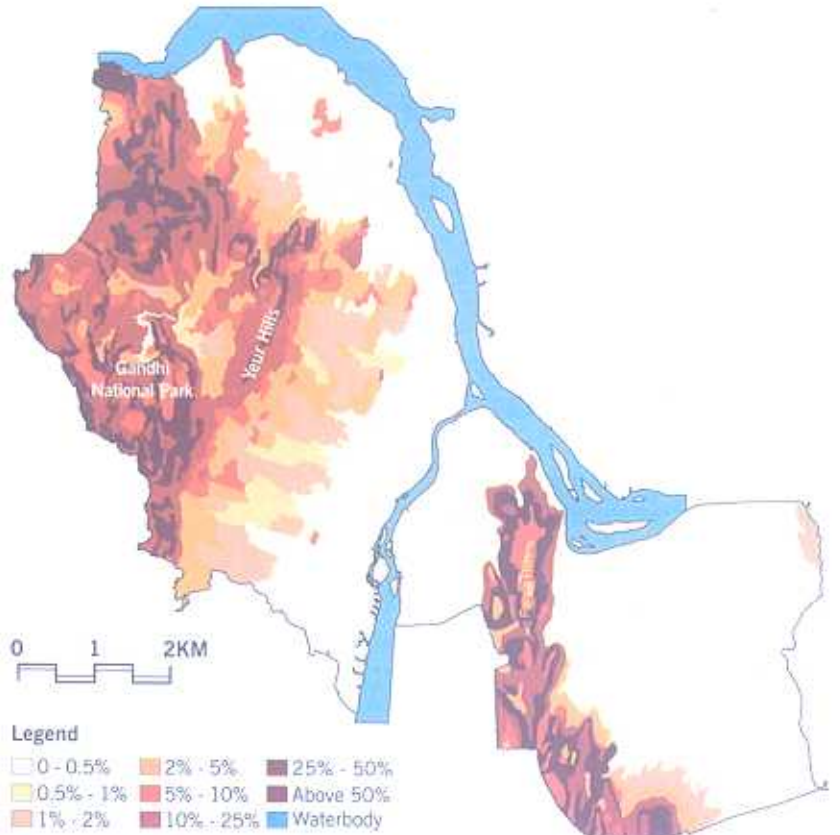 Yeur Hills
Gandhi
National Park
0 1 2KM
Legend
0 - 0.5%
0.5% - 1%
1% - 2%
2% - 5%
5% - 10%
10% - 25%
25% - 50%
Above 50%
Waterbody